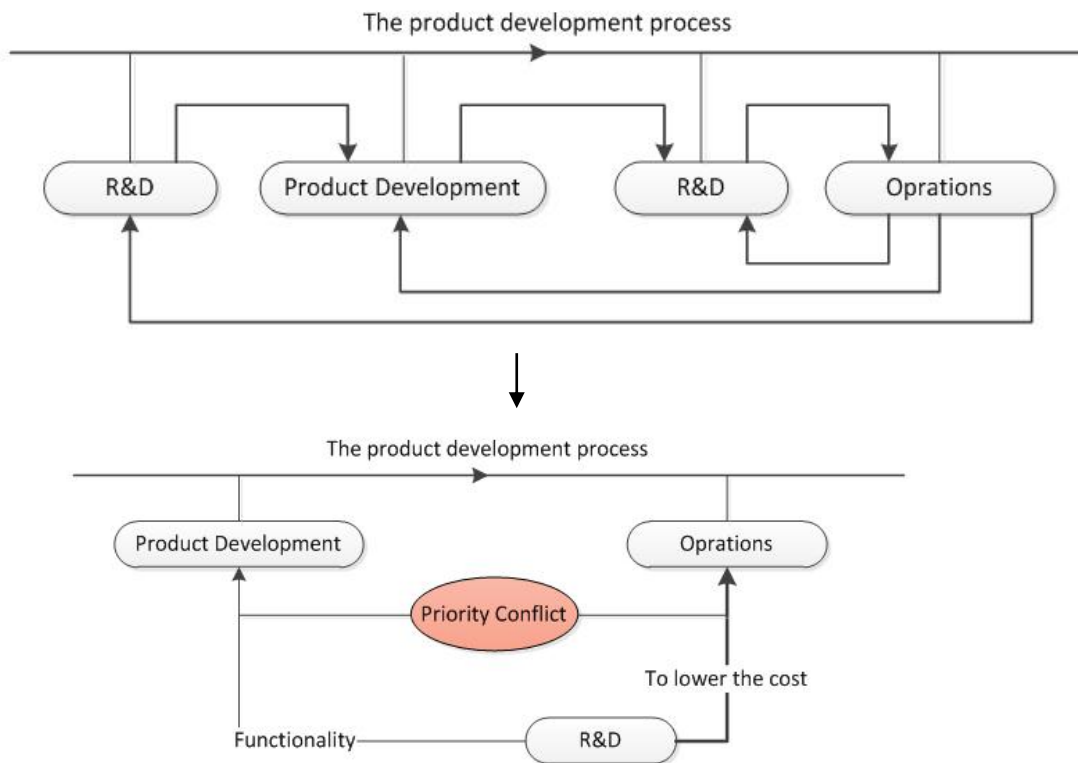 The product development process
R&D
Product Development
R&D
Oprations
The product development process
Product Development
Oprations
Priority Conflict
To lower the cost
Functionality
R&D